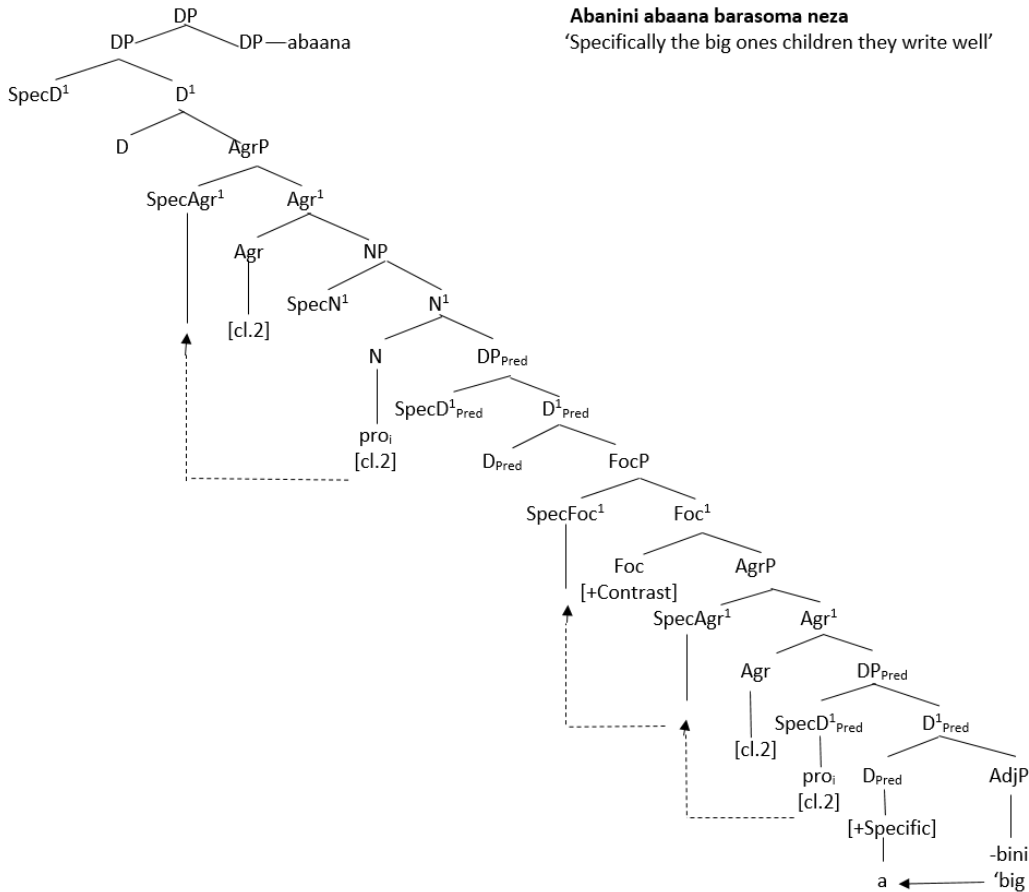 DP
Abanini abaana barasoma neza
DP DP abaana
‘Specifically the big ones children they write well’
SpecD¹ D¹
D AgrP
SpecAgr¹ Agr¹
Agr NP
SpecN¹ N¹
[cl.2]
N DPPred
SpecD¹Pred D¹Pred
proᵢ
[cl.2] DPred FocP
SpecFoc¹ Foc¹
Foc AgrP
[+Contrast]
SpecAgr¹ Agr¹
Agr DPPred
SpecD¹Pred D¹Pred
[cl.2]
proᵢ DPred AdjP
[cl.2]
[+Specific]
-bini
a ‘big